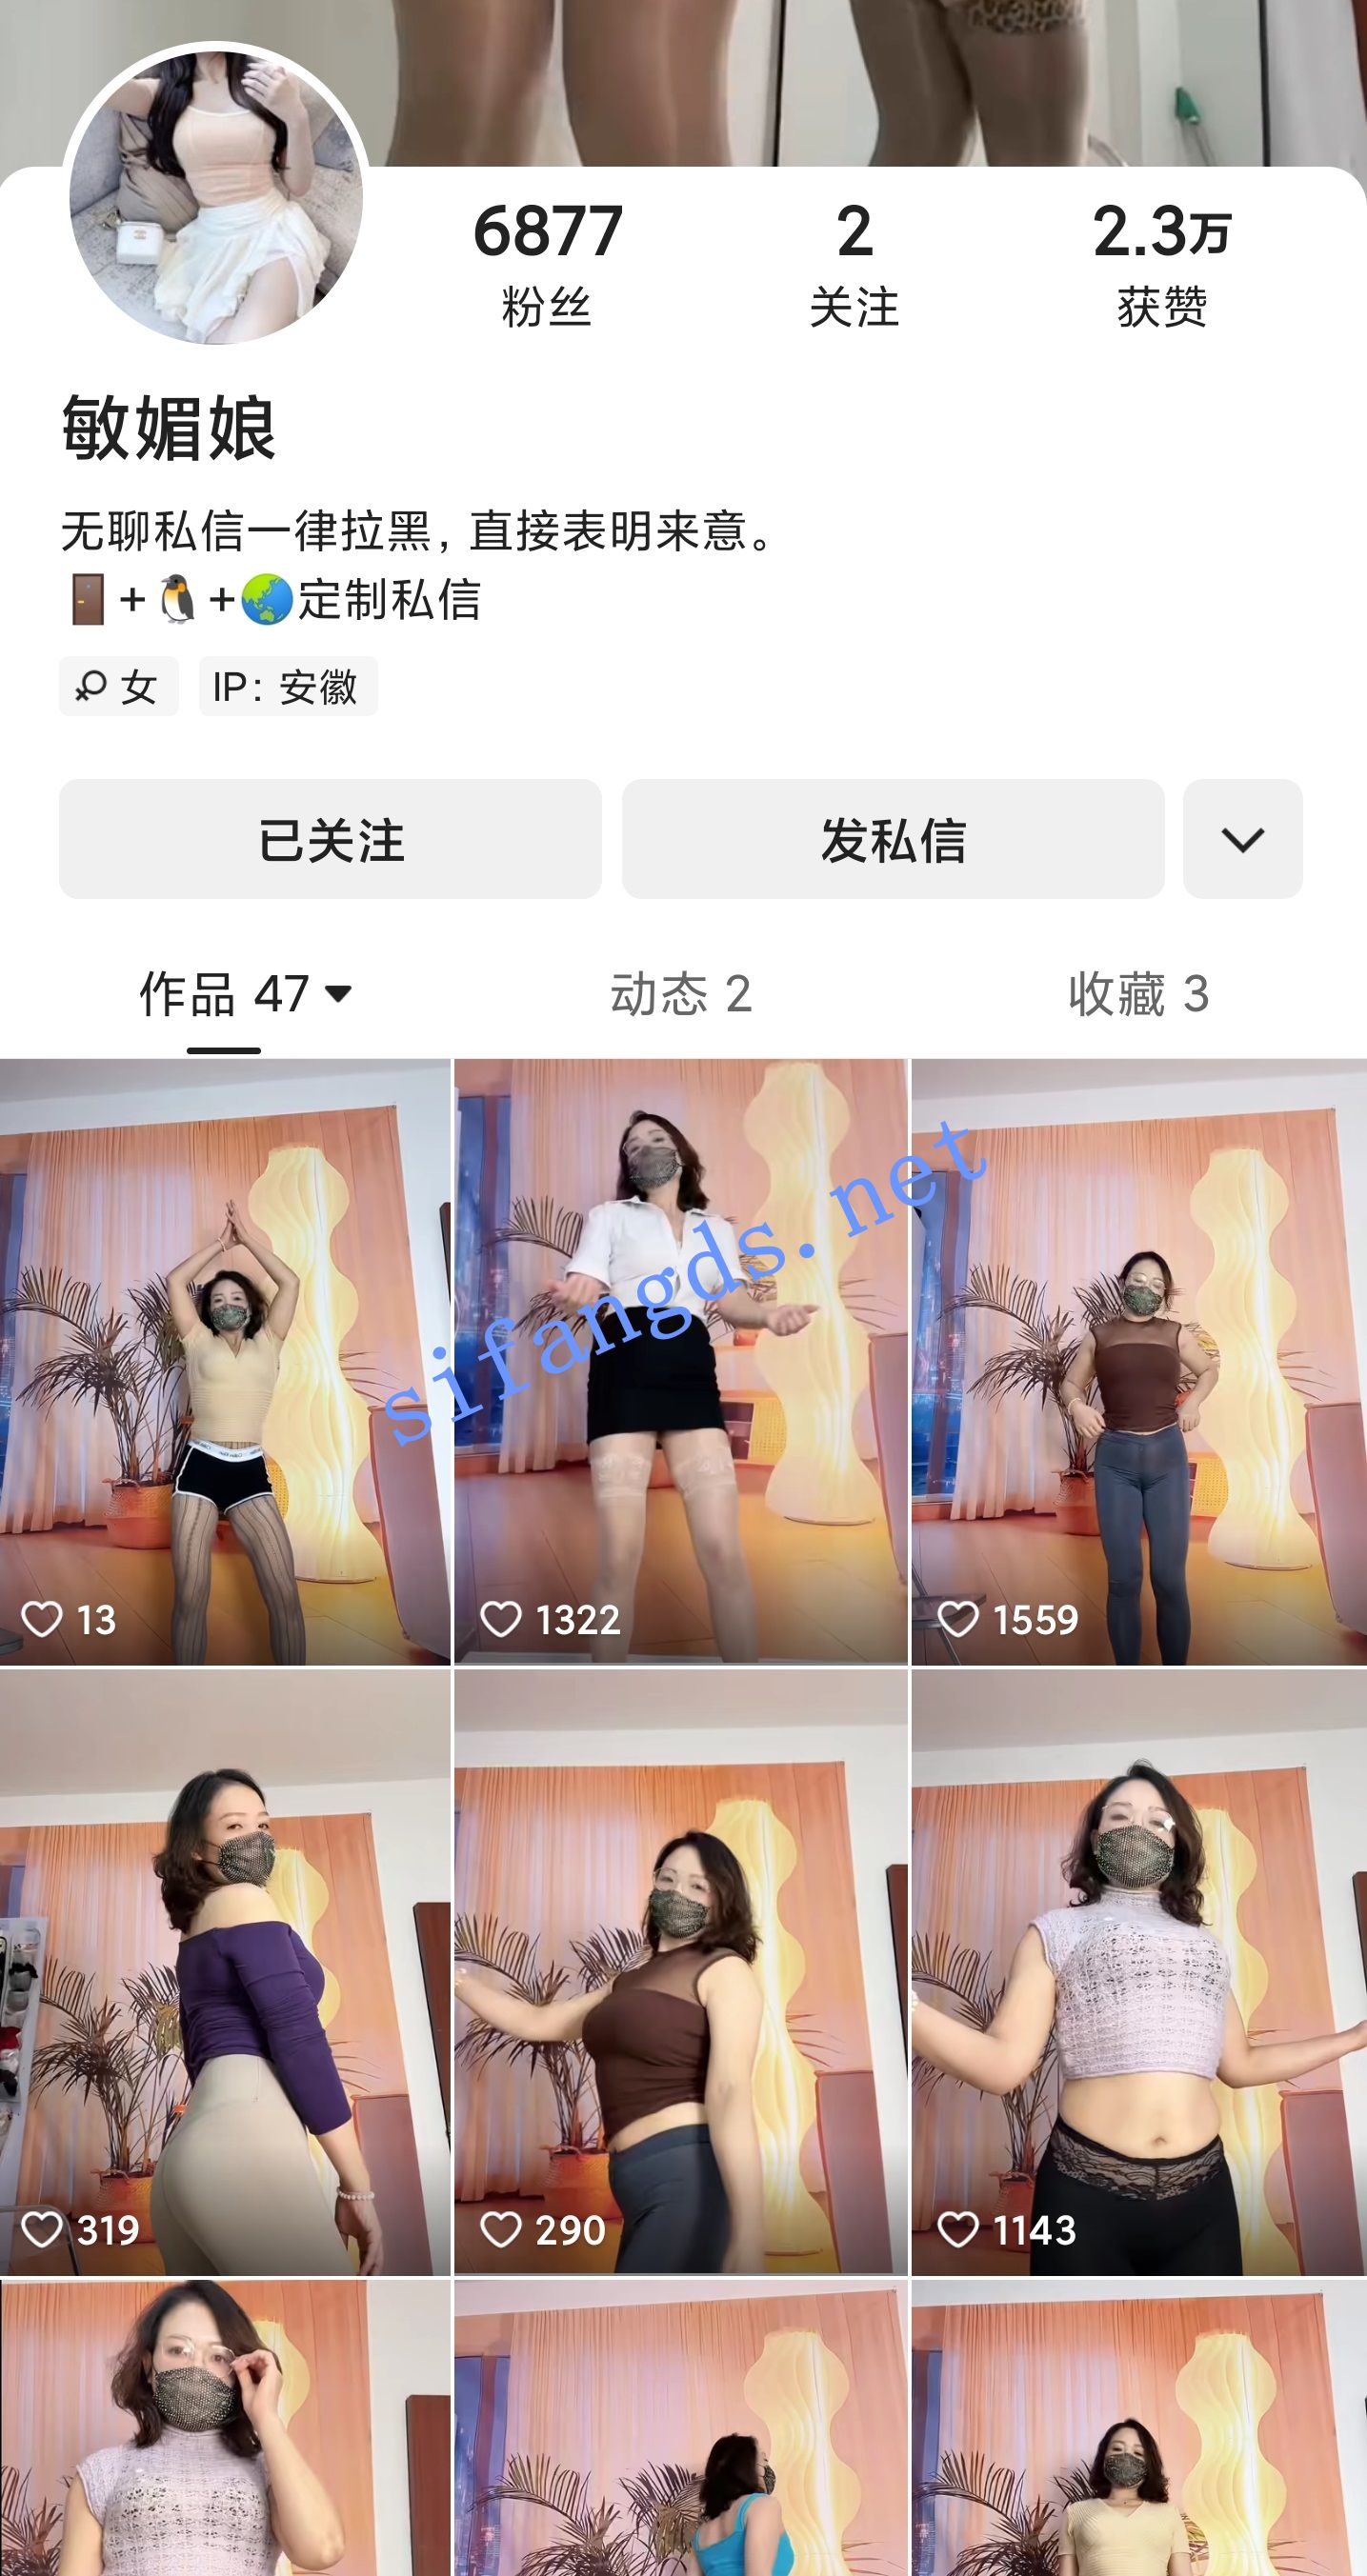 6877 2 2.3万
粉丝 关注 获赞
敏媚娘
无聊私信一律拉黑, 直接表明来意。
🚪+🐧+🌏定制私信
女 IP: 安徽
已关注 发私信
作品 47 动态 2 收藏 3
sifangds.net
13 1322 1559
319 290 1143